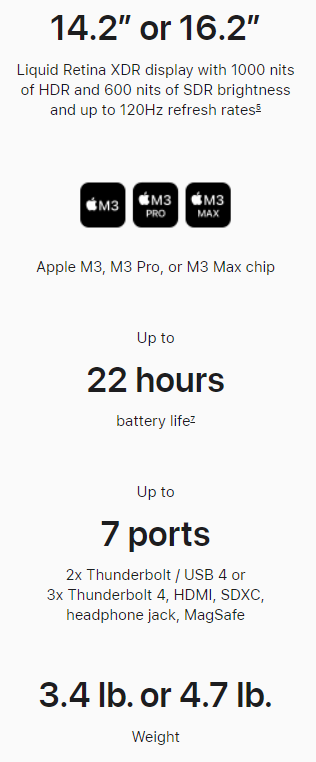 14.2” or 16.2”
Liquid Retina XDR display with 1000 nits
of HDR and 600 nits of SDR brightness
and up to 120Hz refresh rates⁶
M3
M3
PRO
M3
MAX
Apple M3, M3 Pro, or M3 Max chip
Up to
22 hours
battery life⁷
Up to
7 ports
2x Thunderbolt / USB 4 or
3x Thunderbolt 4, HDMI, SDXC,
headphone jack, MagSafe
3.4 lb. or 4.7 lb.
Weight